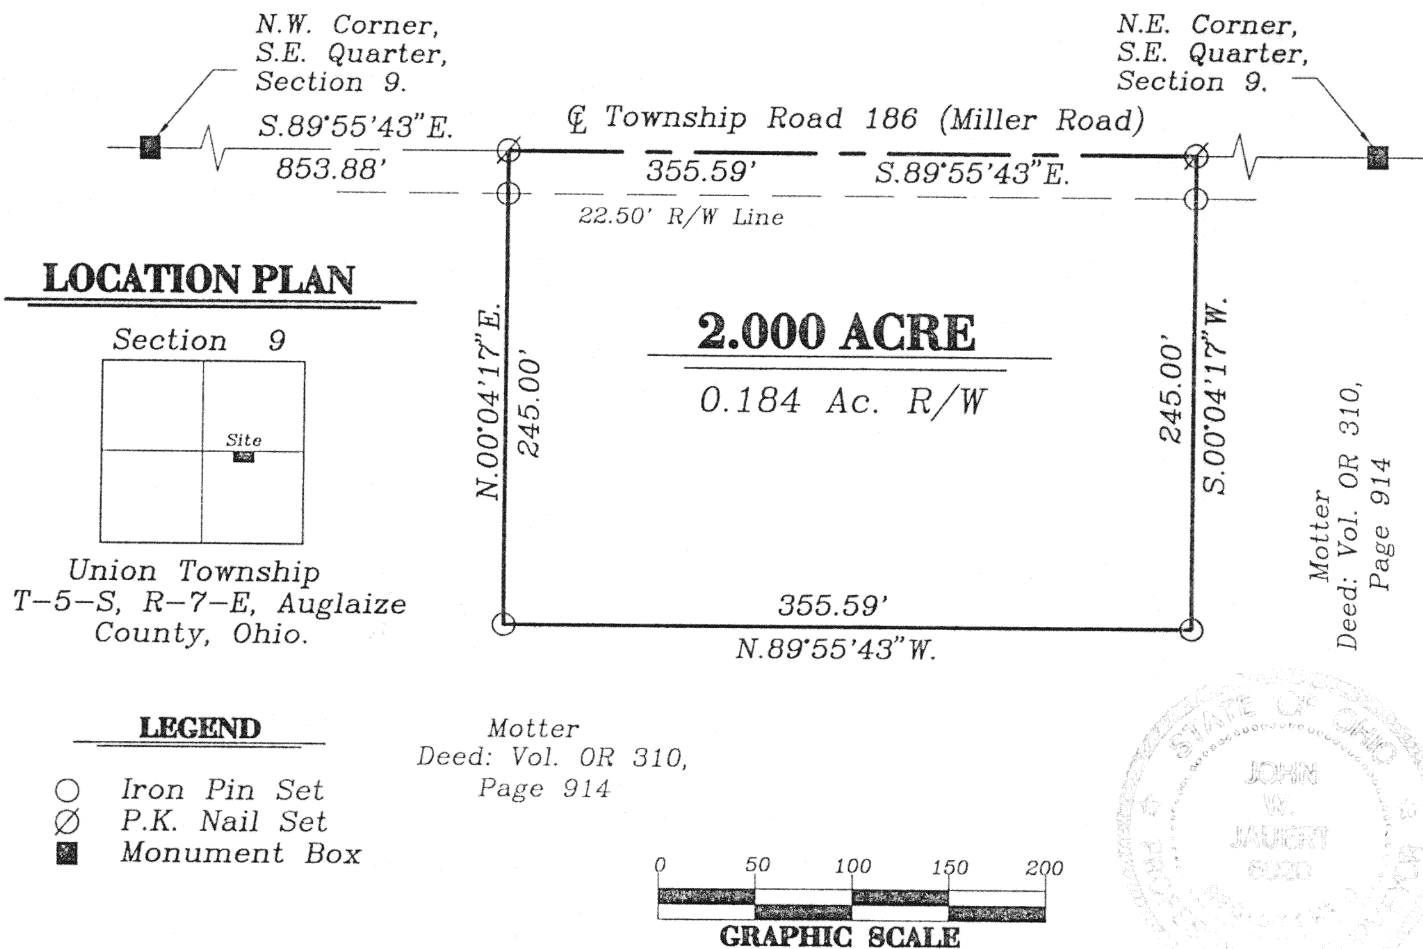 N.W. Corner,
S.E. Quarter,
Section 9.
N.E. Corner,
S.E. Quarter,
Section 9.
S.89°55'43"E.
853.88'
℄ Township Road 186 (Miller Road)
355.59'
S.89°55'43"E.
22.50' R/W Line
LOCATION PLAN
Section 9
Site
Union Township
T-5-S, R-7-E, Auglaize
County, Ohio.
N.00°04'17"E.
245.00'
2.000 ACRE
0.184 Ac. R/W
245.00'
S.00°04'17"W.
Motter
Deed: Vol. OR 310,
Page 914
355.59'
N.89°55'43"W.
LEGEND
Iron Pin Set
P.K. Nail Set
Monument Box
Motter
Deed: Vol. OR 310,
Page 914
0 50 100 150 200
GRAPHIC SCALE
STATE OF OHIO
JOHN
W.
JAUERT
6020